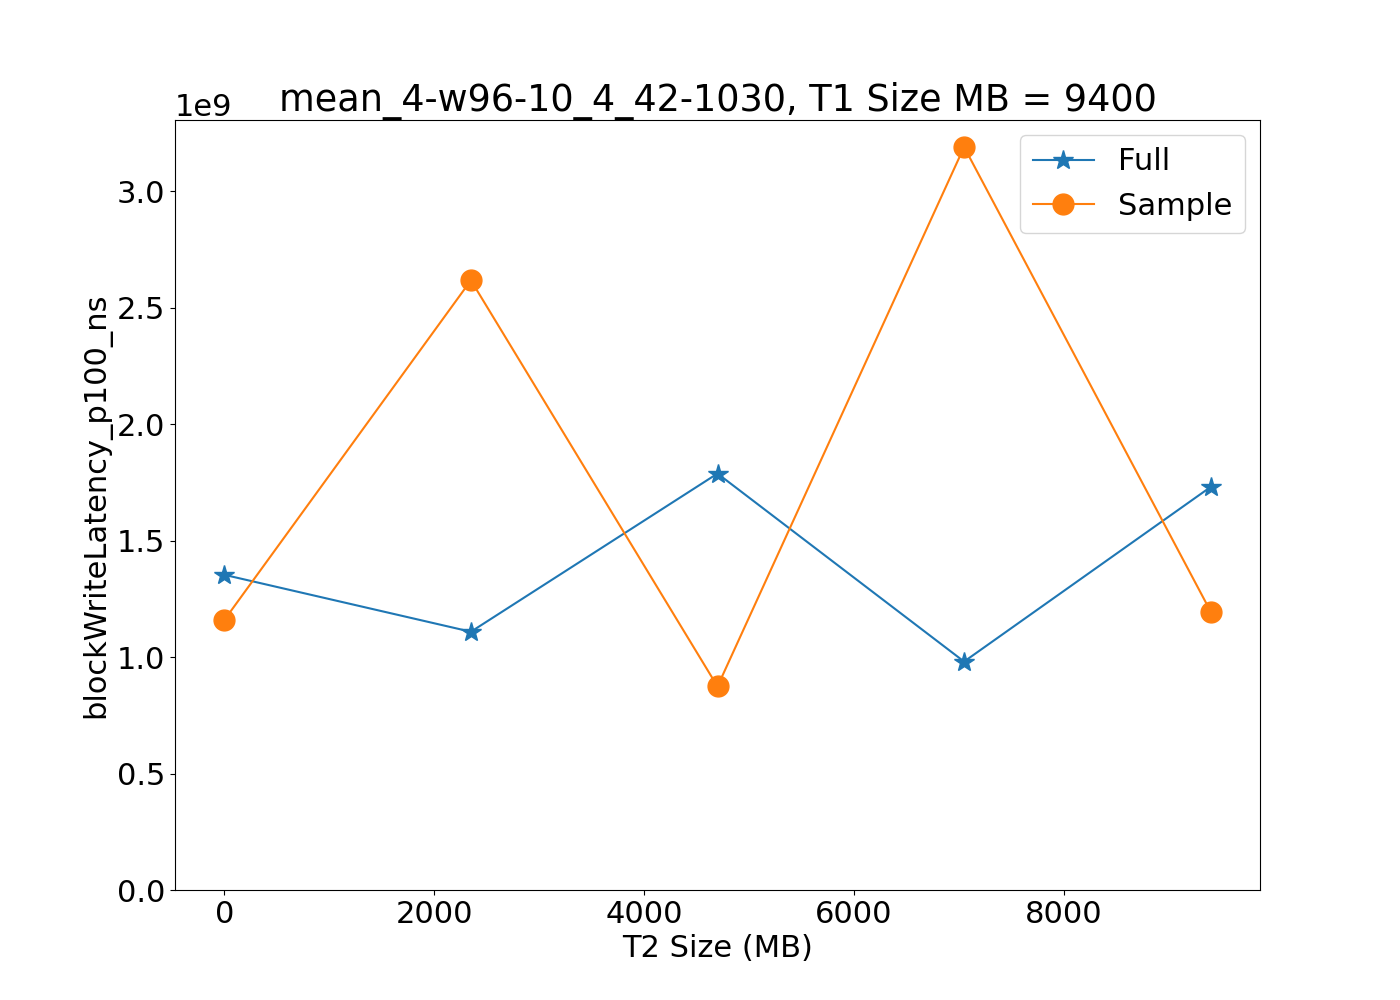 mean_4-w96-10_4_42-1030, T1 Size MB = 9400
1e9
Full
Sample
3.0
2.5
2.0
1.5
1.0
0.5
0.0
blockWriteLatency_p100_ns
0 2000 4000 6000 8000
T2 Size (MB)